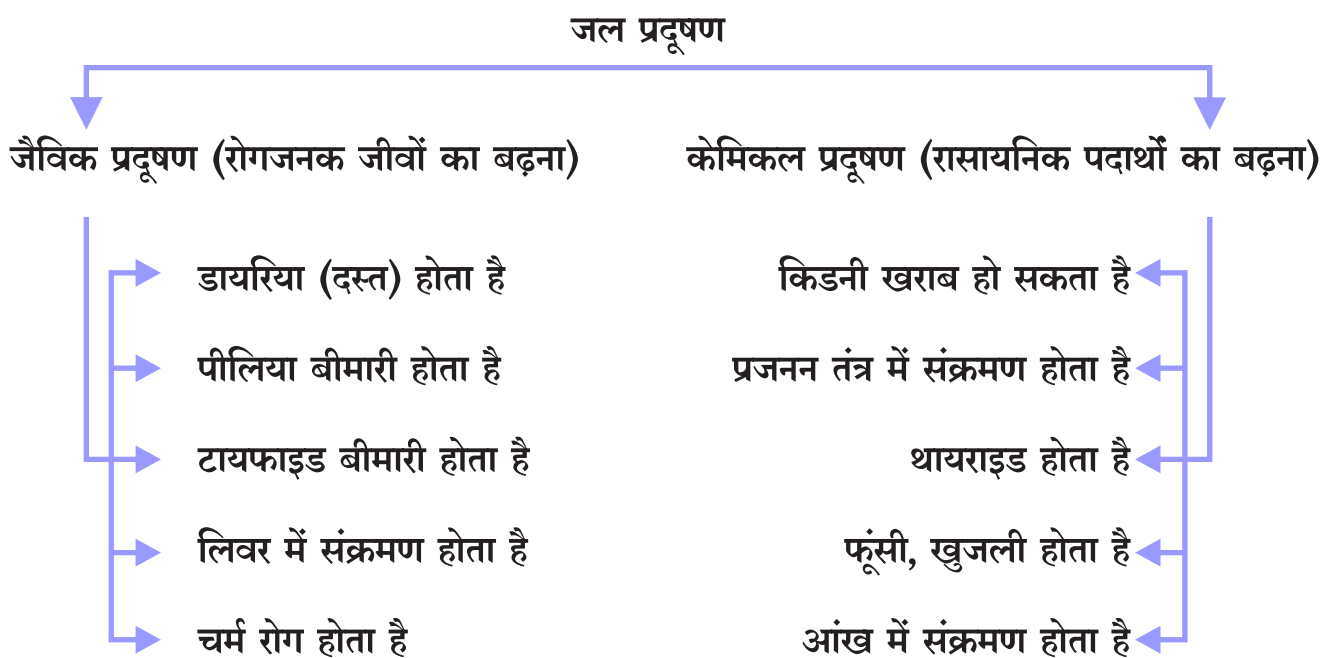 जल प्रदूषण
जैविक प्रदूषण (रोगजनक जीवों का बढ़ना)
डायरिया (दस्त) होता है
पीलिया बीमारी होता है
टायफाइड बीमारी होता है
लिवर में संक्रमण होता है
चर्म रोग होता है
केमिकल प्रदूषण (रासायनिक पदार्थों का बढ़ना)
किडनी खराब हो सकता है
प्रजनन तंत्र में संक्रमण होता है
थायराइड होता है
फूंसी, खुजली होता है
आंख में संक्रमण होता है